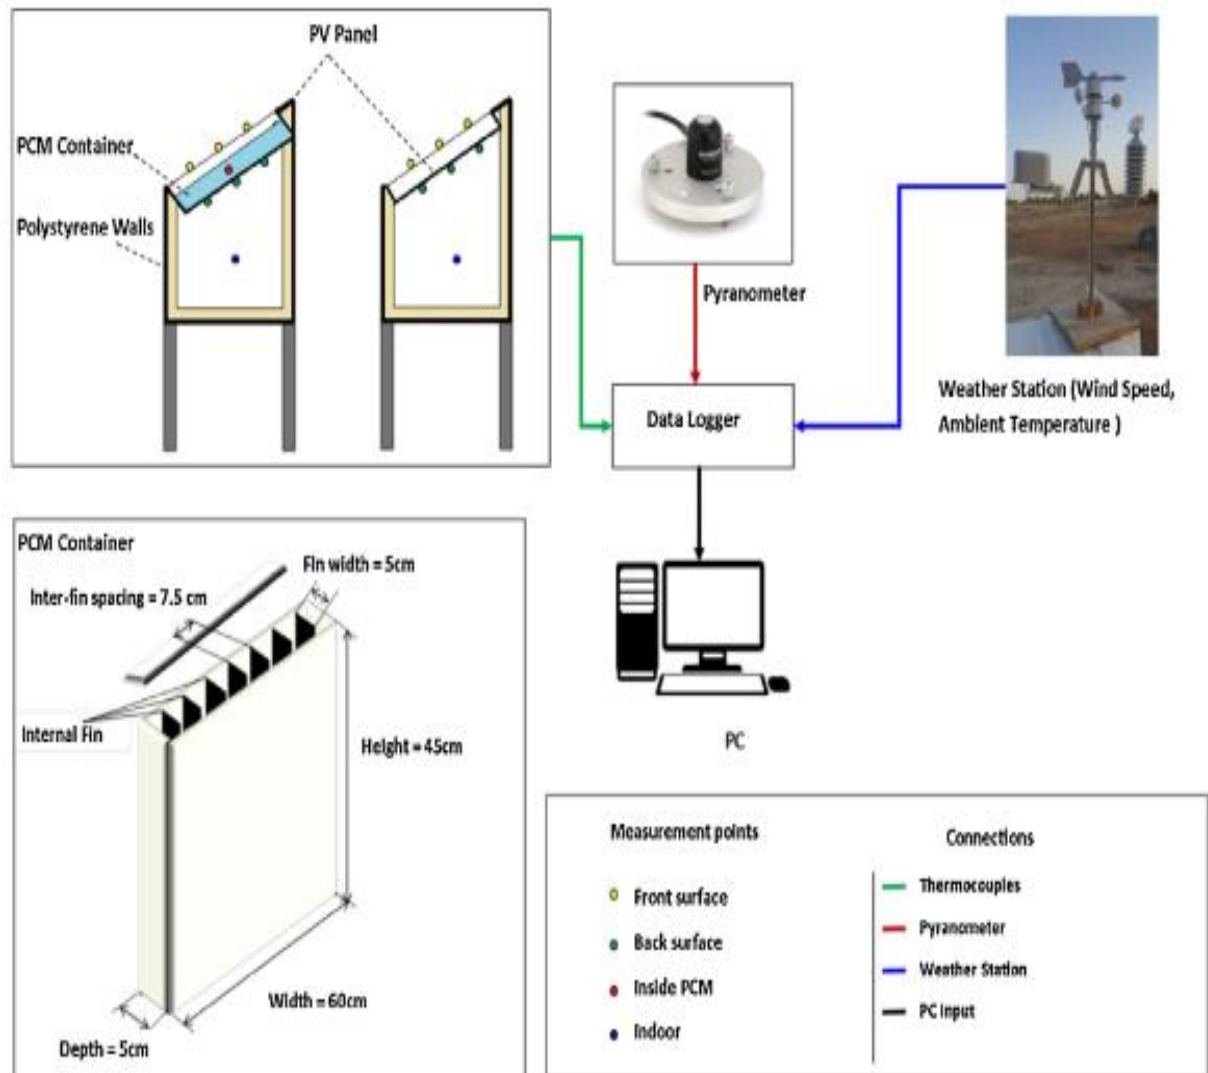 PV Panel
PCM Container
Polystyrene Walls
Pyranometer
Data Logger
Weather Station (Wind Speed,
Ambient Temperature )
PC
PCM Container
Fin width = 5cm
Inter-fin spacing = 7.5 cm
Internal Fin
Height = 45cm
Width = 60cm
Depth = 5cm
Measurement points
Front surface
Back surface
Inside PCM
Indoor
Connections
Thermocouples
Pyranometer
Weather Station
PC Input